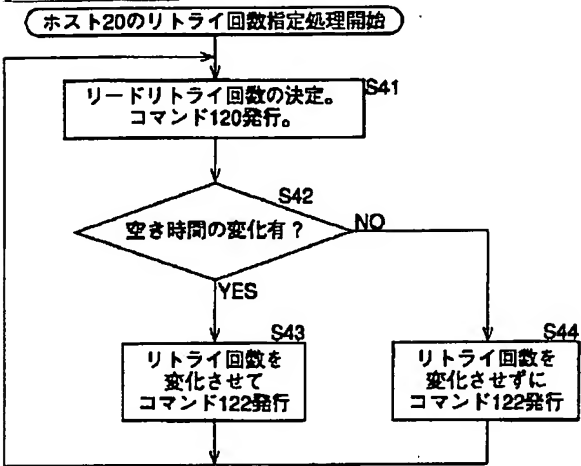 ホスト20のリトライ回数指定処理開始
S41
リードリトライ回数の決定。
コマンド120発行。
S42
空き時間の変化有？
NO
YES
S43
リトライ回数を
変化させて
コマンド122発行
S44
リトライ回数を
変化させずに
コマンド122発行